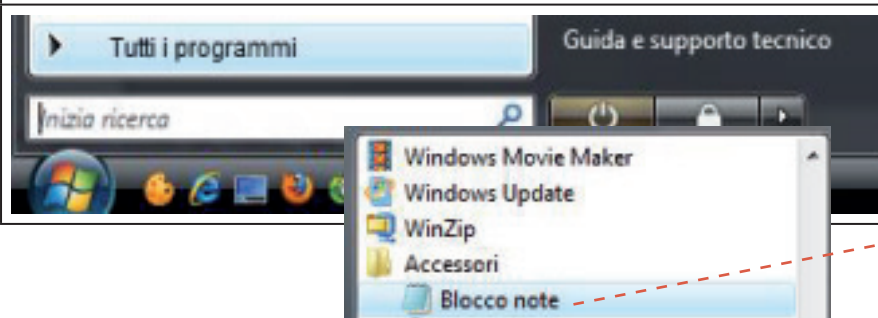 Tutti i programmi
Guida e supporto tecnico
Inizia ricerca
Windows Movie Maker
Windows Update
WinZip
Accessori
Blocco note